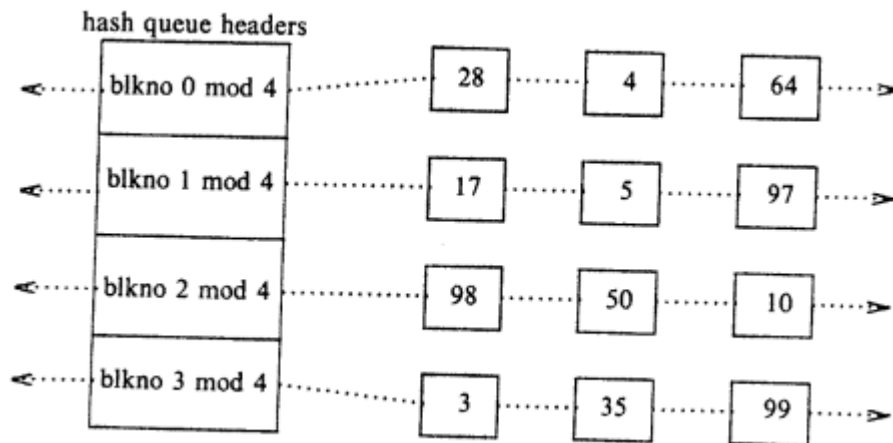 hash queue headers
blkno 0 mod 4 28 4 64
blkno 1 mod 4 17 5 97
blkno 2 mod 4 98 50 10
blkno 3 mod 4 3 35 99